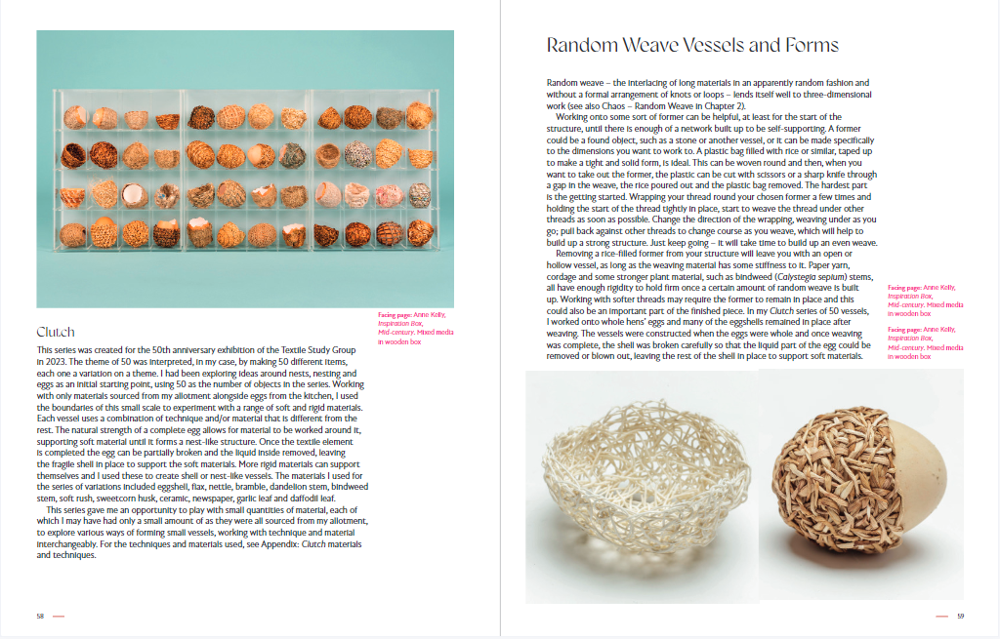 Clutch
This series was created for the 50th anniversary exhibition of the Textile Study Group
in 2023. The theme of 50 was interpreted, in my case, by making 50 different items,
each one a variation on a theme. I had been exploring ideas around nests, nesting and
eggs as an initial starting point, using 50 as the number of objects in the series. Working
with only materials sourced from my allotment alongside eggs from the kitchen, I used
the boundaries of this small scale to experiment with a range of soft and rigid materials.
Each vessel uses a combination of technique and/or material that is different from the
rest. The natural strength of a complete egg allows for material to be worked around it,
supporting soft material until it forms a nest-like structure. Once the textile element
is completed the egg can be partially broken and the liquid inside removed, leaving
the fragile shell in place to support the soft materials. More rigid materials can support
themselves and I used these to create shell or nest-like vessels. The materials I used for
the series of variations included eggshell, flax, nettle, bramble, dandelion stem, bindweed
stem, soft rush, sweetcorn husk, ceramic, newspaper, garlic leaf and daffodil leaf.
This series gave me an opportunity to play with small quantities of material, each of
which I may have had only a small amount of as they were all sourced from my allotment,
to explore various ways of forming small vessels, working with technique and material
interchangeably. For the techniques and materials used, see Appendix: Clutch materials
and techniques.
Facing page: Anne Kelly,
Inspiration Box,
Mid-century. Mixed media
in wooden box
58
Random Weave Vessels and Forms
Random weave – the interlacing of long materials in an apparently random fashion and
without a formal arrangement of knots or loops – lends itself well to three-dimensional
work (see also Chaos – Random Weave in Chapter 2).
Working onto some sort of former can be helpful, at least for the start of the
structure, until there is enough of a network built up to be self-supporting. A former
could be a found object, such as a stone or another vessel, or it can be made specifically
to the dimensions you want to work to. A plastic bag filled with rice or similar, taped up
to make a tight and solid form, is ideal. This can be woven round and then, when you
want to take out the former, the plastic can be cut with scissors or a sharp knife through
a gap in the weave, the rice poured out and the plastic bag removed. The hardest part
is the getting started. Wrapping your thread round your chosen former a few times and
holding the start of the thread tightly in place, start to weave the thread under other
threads as soon as possible. Change the direction of the wrapping, weaving under as you
go; pull back against other threads to change course as you weave, which will help to
build up a strong structure. Just keep going – it will take time to build up an even weave.
Removing a rice-filled former from your structure will leave you with an open or
hollow vessel, as long as the weaving material has some stiffness to it. Paper yarn,
cordage and some stronger plant material, such as bindweed (Calystegia sepium) stems,
all have enough rigidity to hold firm once a certain amount of random weave is built
up. Working with softer threads may require the former to remain in place and this
could also be an important part of the finished piece. In my Clutch series of 50 vessels,
I worked onto whole hens' eggs and many of the eggshells remained in place after
weaving. The vessels were constructed when the eggs were whole and once weaving
was complete, the shell was broken carefully so that the liquid part of the egg could be
removed or blown out, leaving the rest of the shell in place to support soft materials.
Facing page: Anne Kelly,
Inspiration Box,
Mid-century. Mixed media
in wooden box
Facing page: Anne Kelly,
Inspiration Box,
Mid-century. Mixed media
in wooden box
59